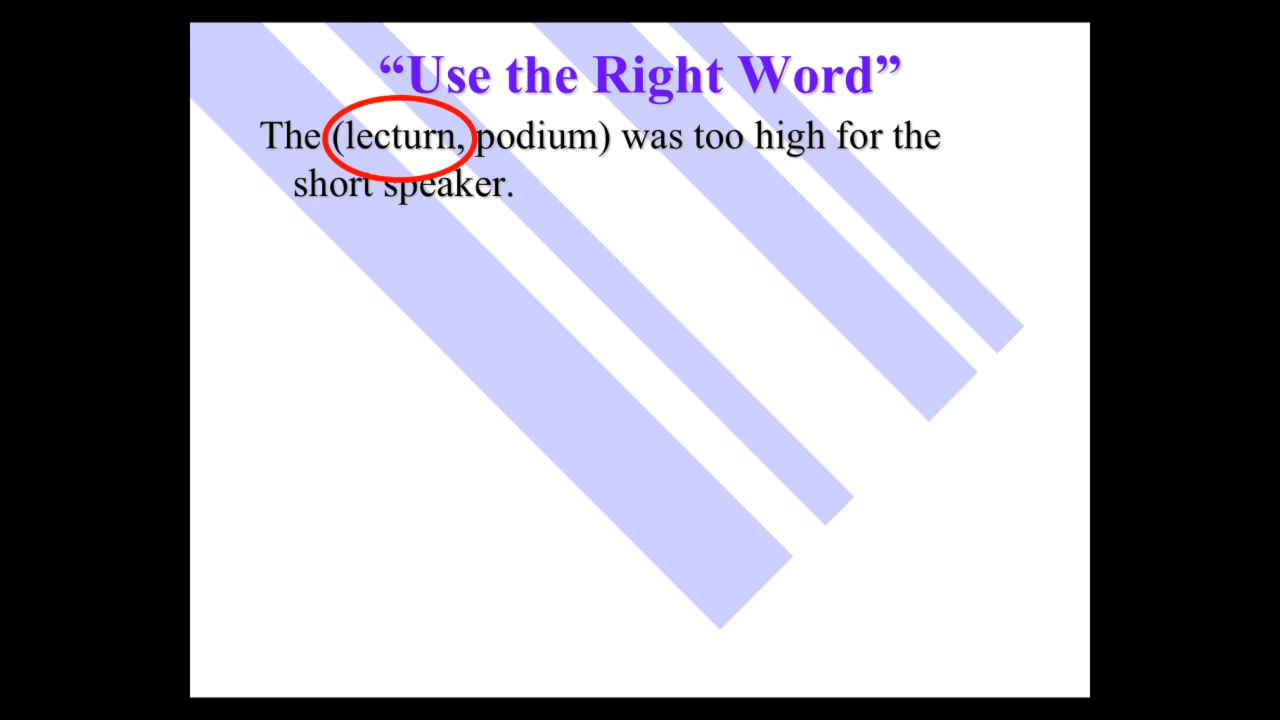 “Use the Right Word”
The (lecturn, podium) was too high for the
short speaker.